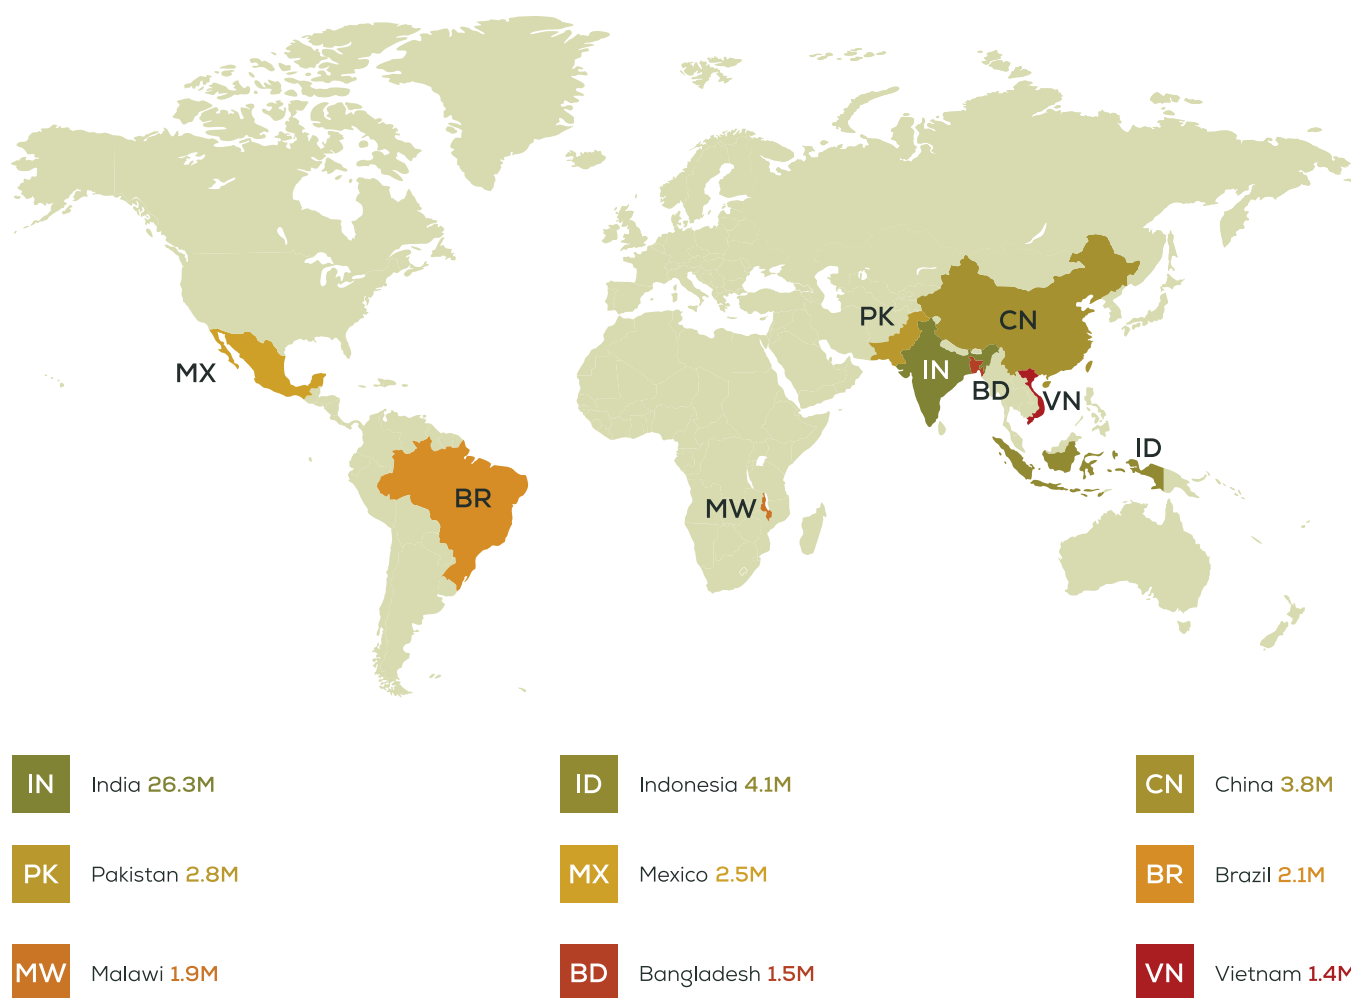 PK
CN
MX
IN
BD
VN
ID
BR
MW
IN India 26.3M
ID Indonesia 4.1M
CN China 3.8M
PK Pakistan 2.8M
MX Mexico 2.5M
BR Brazil 2.1M
MW Malawi 1.9M
BD Bangladesh 1.5M
VN Vietnam 1.4M